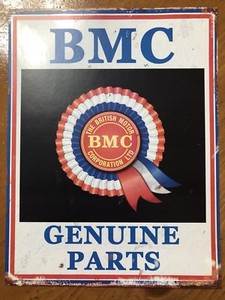 BMC
THE BRITISH MOTOR
BMC
CORPORATION LTD
GENUINE
PARTS